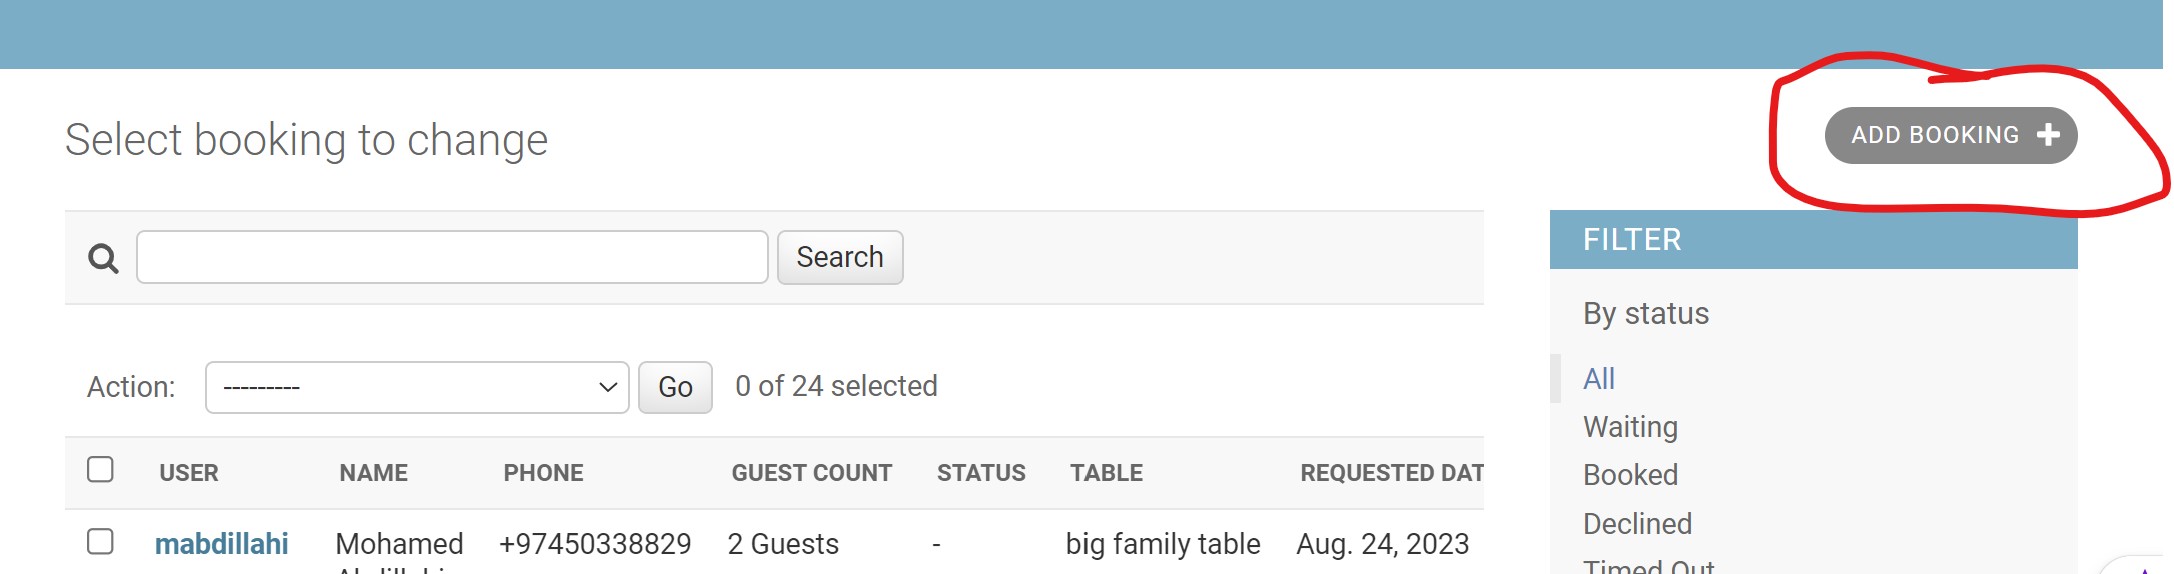 Select booking to change
ADD BOOKING
Search
FILTER
By status
Action: --------- Go 0 of 24 selected
All
Waiting
USER NAME PHONE GUEST COUNT STATUS TABLE REQUESTED DAT
Booked
Declined
mabdillahi Mohamed +97450338829 2 Guests - big family table Aug. 24, 2023
Timed Out